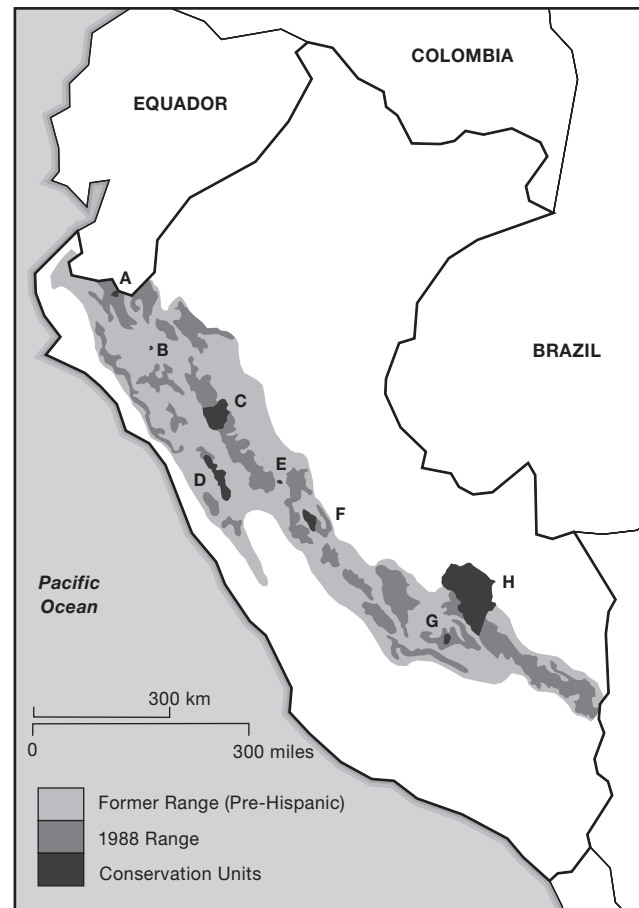 COLOMBIA
EQUADOR
A
B
BRAZIL
C
D
E
F
H
G
Pacific
Ocean
300 km
0
300 miles
Former Range (Pre-Hispanic)
1988 Range
Conservation Units